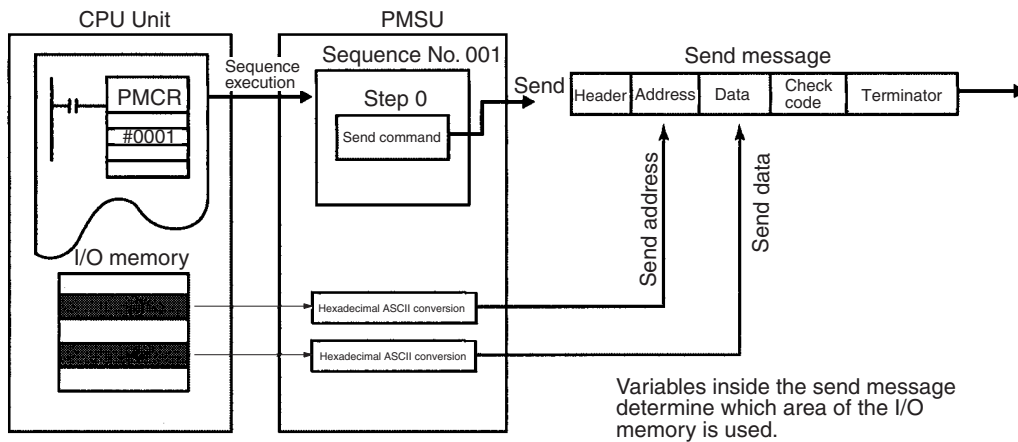 CPU Unit
PMSU
Sequence No. 001
Send message
Sequence
execution
PMCR
#0001
Step 0
Send command
Send
Header
Address
Data
Check
code
Terminator
Send address
Send data
I/O memory
Hexadecimal ASCII conversion
Hexadecimal ASCII conversion
Variables inside the send message
determine which area of the I/O
memory is used.